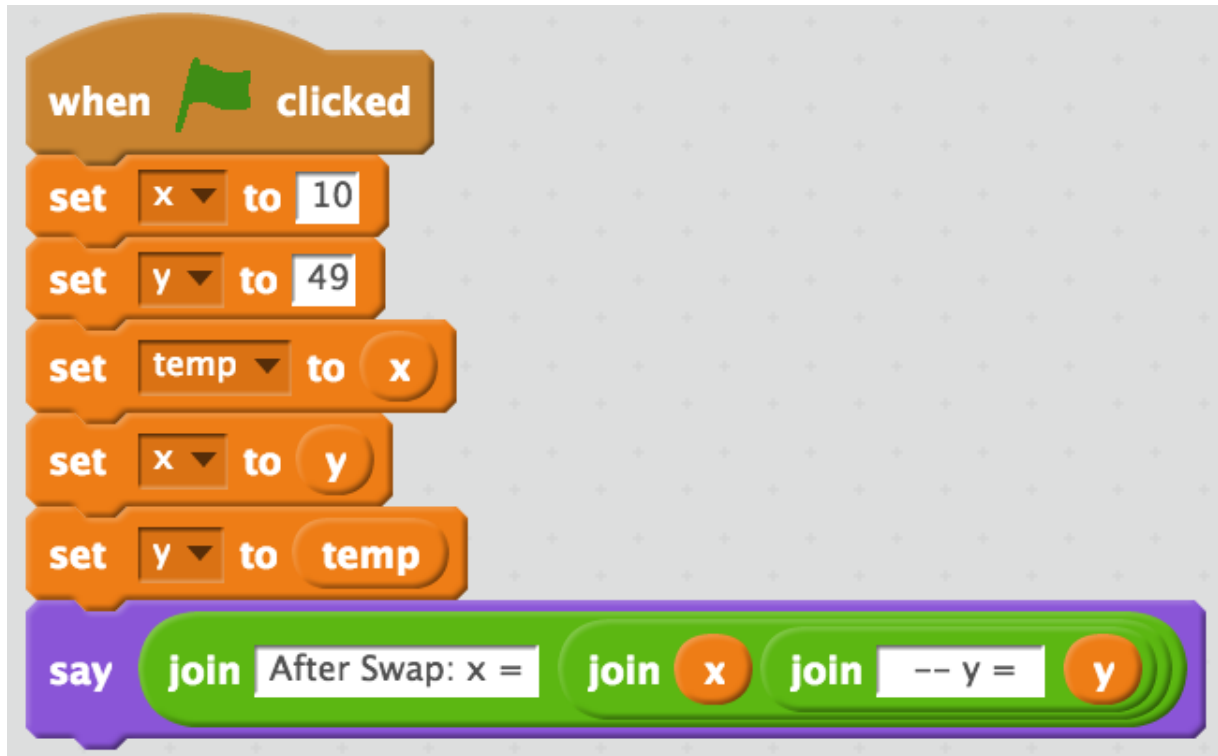 when clicked
set x to 10
set y to 49
set temp to x
set x to y
set y to temp
say join After Swap: x = join x join -- y = y